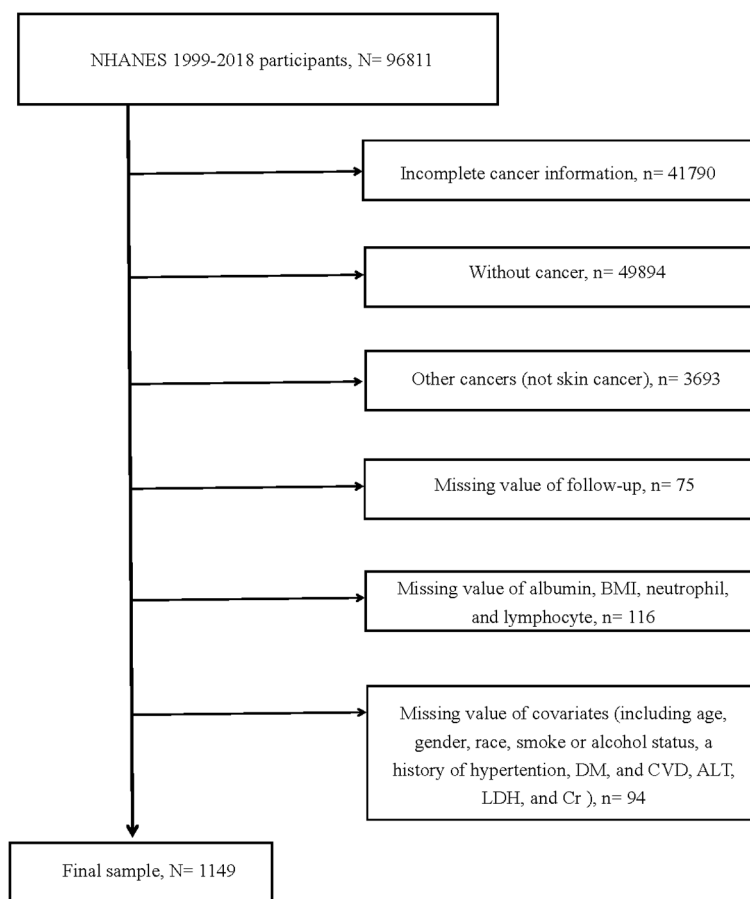 NHANES 1999-2018 participants, N= 96811
Incomplete cancer information, n= 41790
Without cancer, n= 49894
Other cancers (not skin cancer), n= 3693
Missing value of follow-up, n= 75
Missing value of albumin, BMI, neutrophil,
and lymphocyte, n= 116
Missing value of covariates (including age,
gender, race, smoke or alcohol status, a
history of hypertention, DM, and CVD, ALT,
LDH, and Cr ), n= 94
Final sample, N= 1149